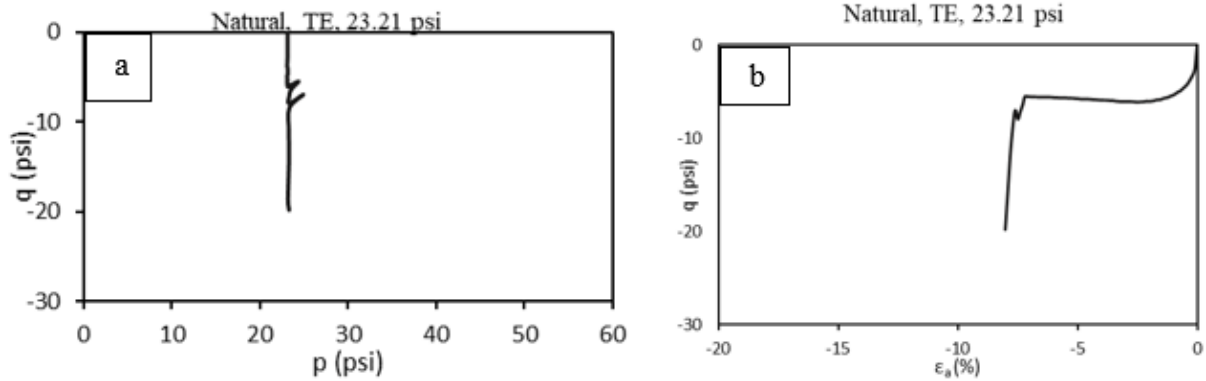 Natural, TE, 23.21 psi
a
0
-10
-20
-30
q (psi)
0 10 20 30 40 50 60
p (psi)
Natural, TE, 23.21 psi
b
0
-10
-20
-30
q (psi)
-20 -15 -10 -5 0
εa(%)